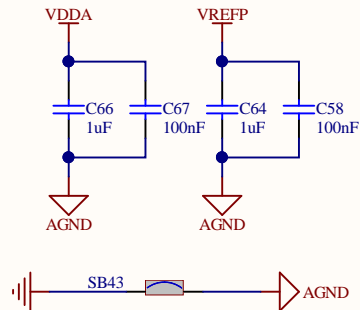 VDDA VREFP
C66 C67 C64 C58
1uF 100nF 1uF 100nF
AGND AGND
SB43
AGND